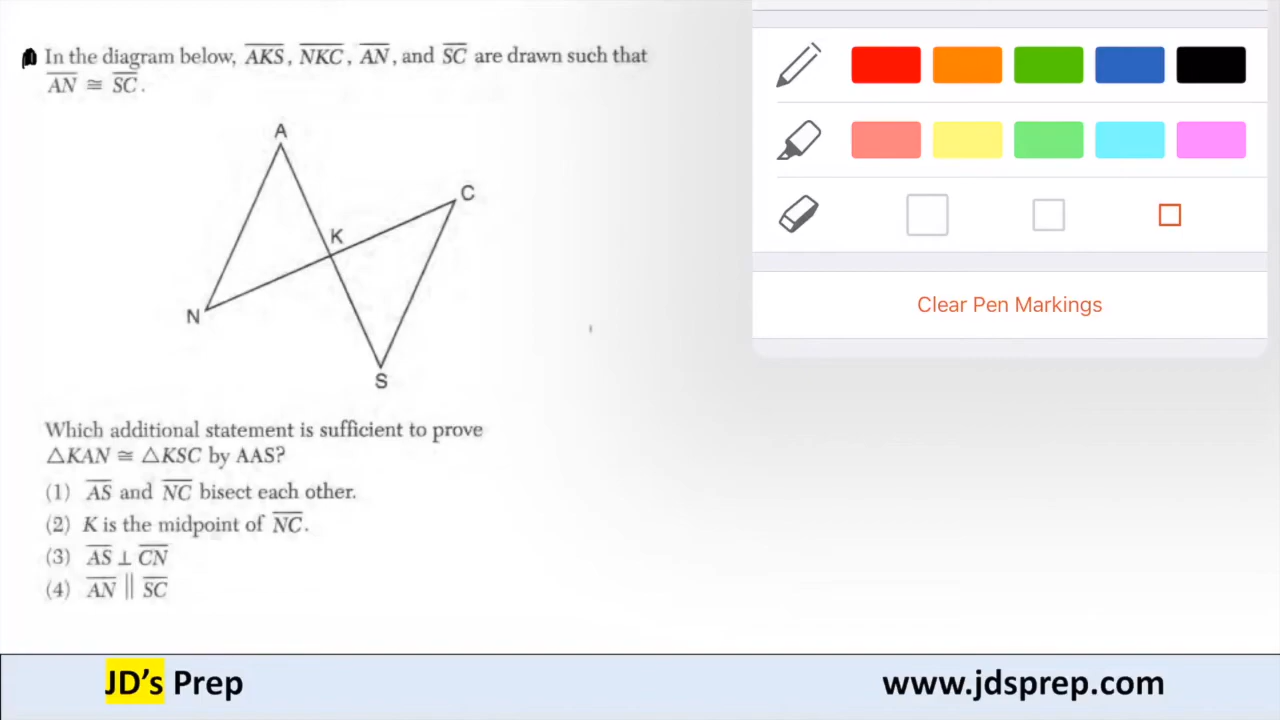 In the diagram below, AKS, NKC, AN, and SC are drawn such that
AN ≅ SC.
A
C
K
N
S
Which additional statement is sufficient to prove
△KAN ≅ △KSC by AAS?
(1) AS and NC bisect each other.
(2) K is the midpoint of NC.
(3) AS ⊥ CN
(4) AN ∥ SC
Clear Pen Markings
JD's Prep
www.jdsprep.com